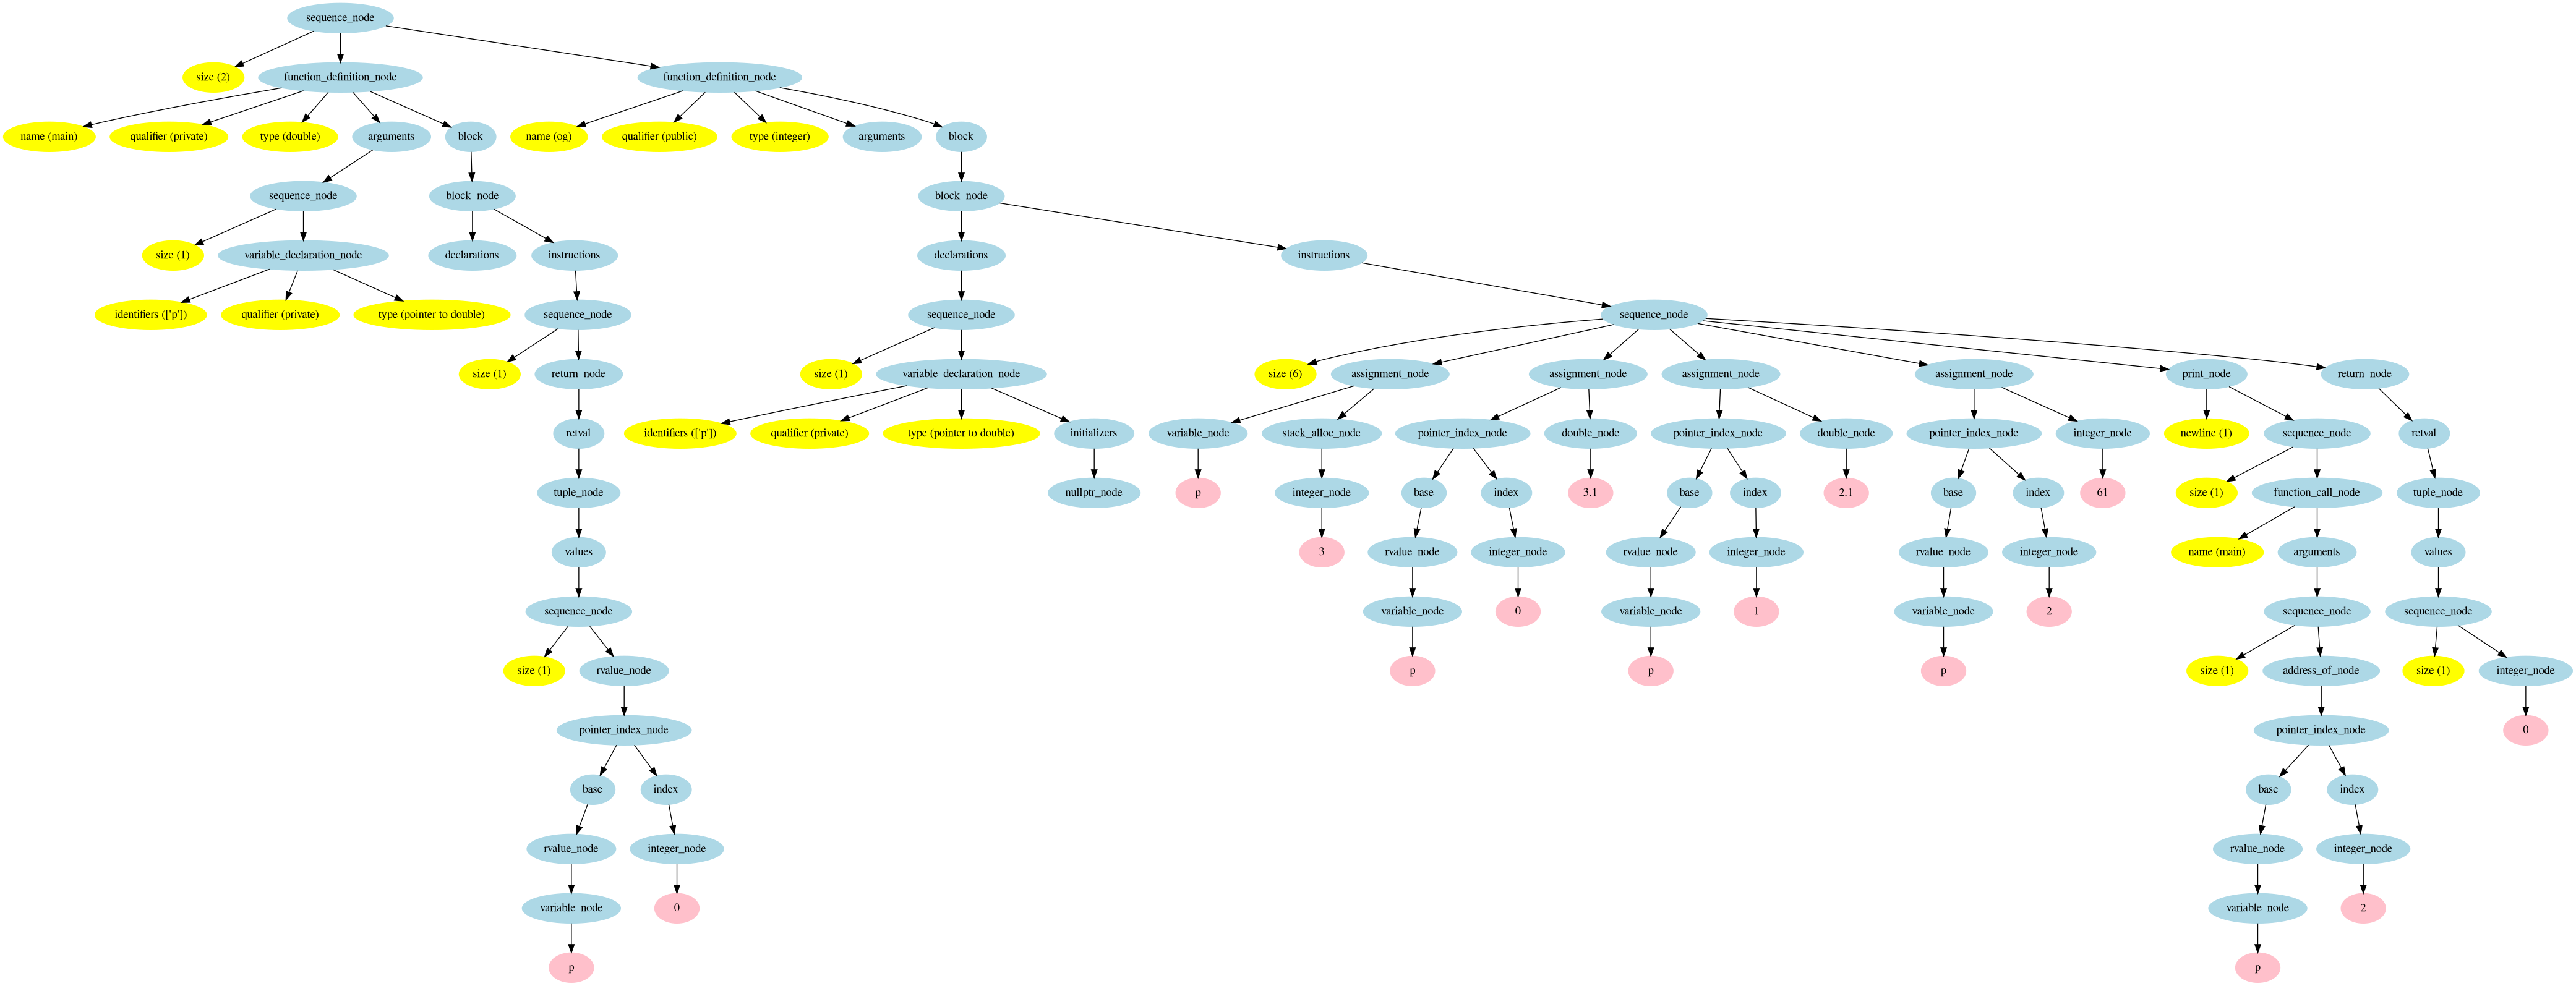 sequence_node
size (2)
function_definition_node
function_definition_node
name (main)
qualifier (private)
type (double)
arguments
block
name (og)
qualifier (public)
type (integer)
arguments
block
sequence_node
block_node
block_node
size (1)
variable_declaration_node
declarations
instructions
declarations
instructions
identifiers (['p'])
qualifier (private)
type (pointer to double)
sequence_node
sequence_node
sequence_node
size (1)
return_node
size (1)
variable_declaration_node
size (6)
assignment_node
assignment_node
assignment_node
assignment_node
print_node
return_node
retval
identifiers (['p'])
qualifier (private)
type (pointer to double)
initializers
variable_node
stack_alloc_node
pointer_index_node
double_node
pointer_index_node
double_node
pointer_index_node
integer_node
newline (1)
sequence_node
retval
tuple_node
nullptr_node
p
integer_node
base
index
3.1
base
index
2.1
base
index
61
size (1)
function_call_node
tuple_node
values
3
rvalue_node
integer_node
rvalue_node
integer_node
rvalue_node
integer_node
name (main)
arguments
values
sequence_node
variable_node
0
variable_node
1
variable_node
2
sequence_node
sequence_node
size (1)
rvalue_node
p
p
p
size (1)
address_of_node
size (1)
integer_node
pointer_index_node
pointer_index_node
0
base
index
base
index
rvalue_node
integer_node
rvalue_node
integer_node
variable_node
0
variable_node
2
p
p